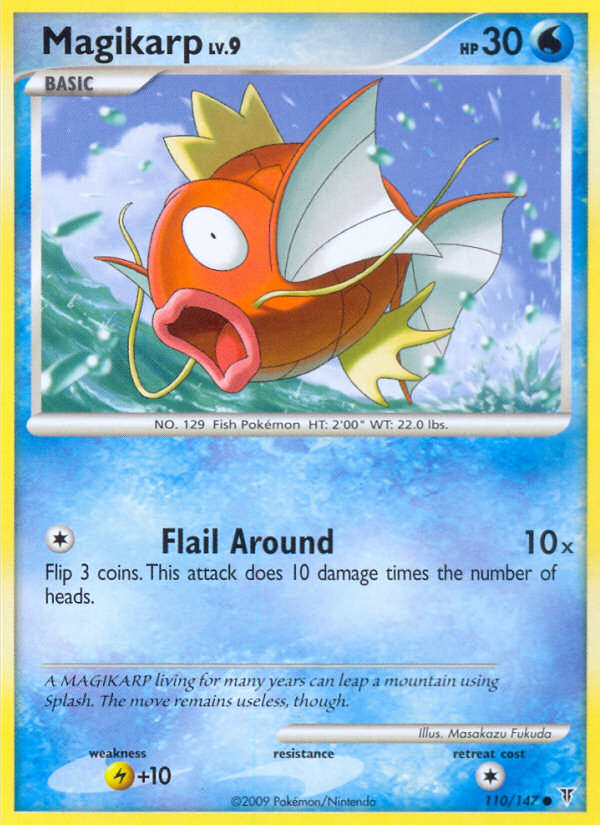 Magikarp LV.9 HP 30
BASIC
NO. 129 Fish Pokémon HT: 2'00" WT: 22.0 lbs.
Flail Around 10x
Flip 3 coins. This attack does 10 damage times the number of
heads.
A MAGIKARP living for many years can leap a mountain using
Splash. The move remains useless, though.
Illus. Masakazu Fukuda
weakness resistance retreat cost
+10
©2009 Pokémon/Nintendo 110/147